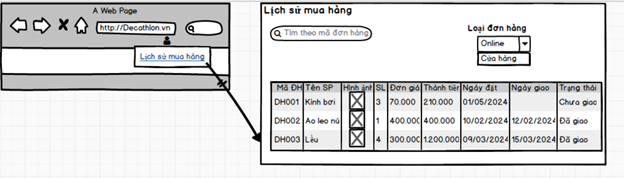 A Web Page
http://Decathlon.vn
Lịch sử mua hàng
Lịch sử mua hàng
Tìm theo mã đơn hàng
Loại đơn hàng
Online
Cửa hàng
Mã ĐH Tên SP Hình ảnh SL Đơn giá Thành tiền Ngày đặt Ngày giao Trạng thái
DH001 Kính bơi 3 70.000 210.000 01/05/2024 Chưa giao
DH002 Áo leo nú 1 400.000 400.000 10/02/2024 12/02/2024 Đã giao
DH003 Lều 4 300.000 1.200.000 09/03/2024 15/03/2024 Đã giao